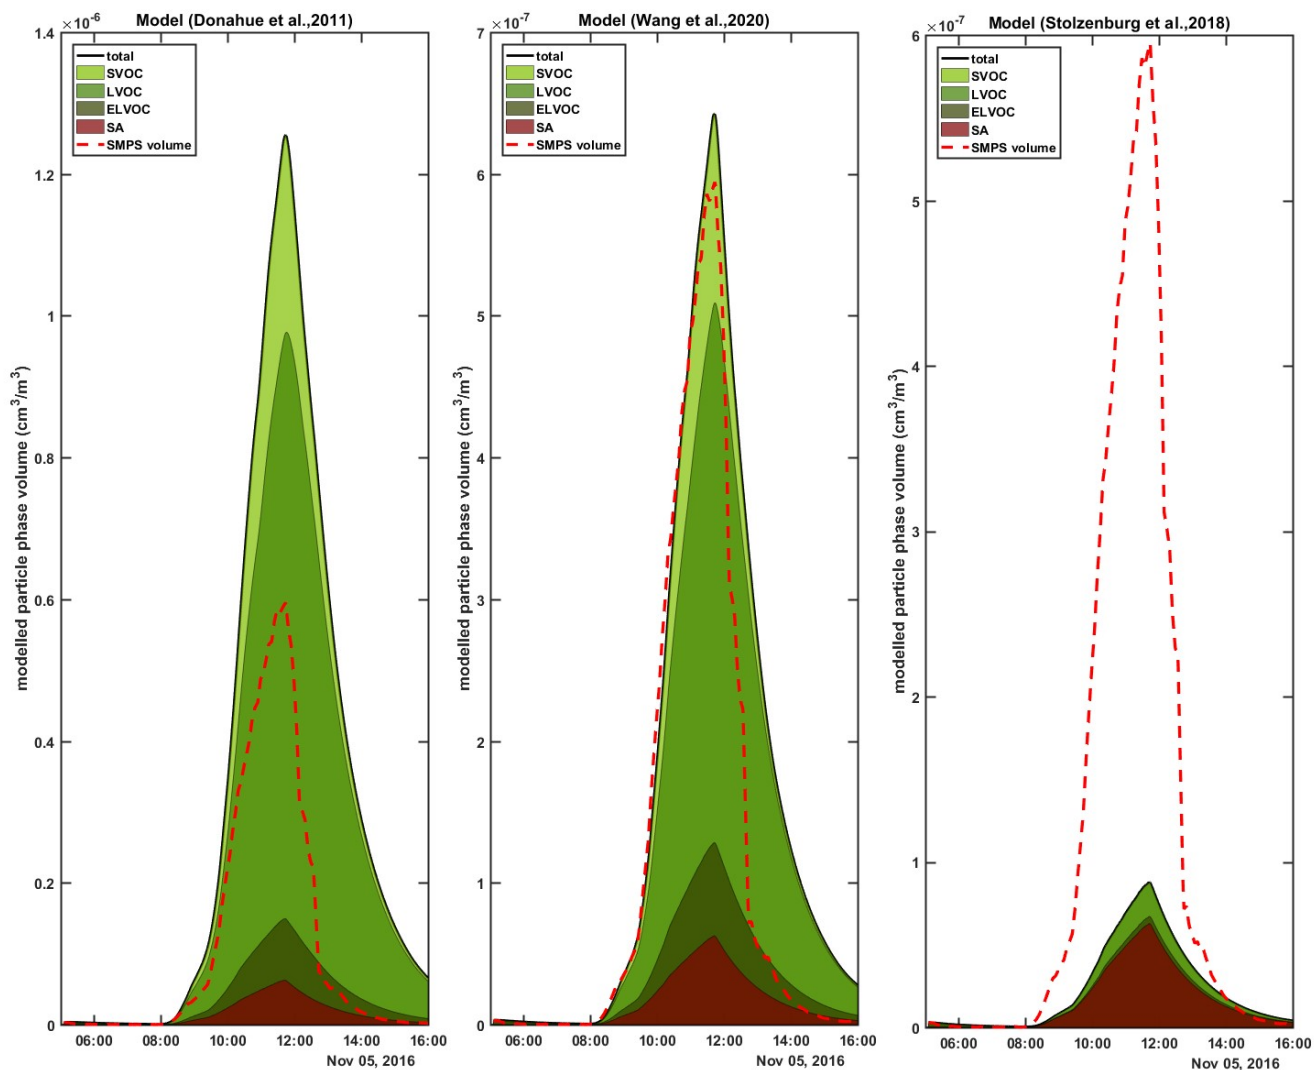 ×10⁻⁶
Model (Donahue et al.,2011)
total
SVOC
LVOC
ELVOC
SA
SMPS volume
modelled particle phase volume (cm³/m³)
1.4
1.2
1
0.8
0.6
0.4
0.2
0
06:00 08:00 10:00 12:00 14:00 16:00
Nov 05, 2016
×10⁻⁷
Model (Wang et al.,2020)
total
SVOC
LVOC
ELVOC
SA
SMPS volume
modelled particle phase volume (cm³/m³)
7
6
5
4
3
2
1
0
06:00 08:00 10:00 12:00 14:00 16:00
Nov 05, 2016
×10⁻⁷
Model (Stolzenburg et al.,2018)
total
SVOC
LVOC
ELVOC
SA
SMPS volume
modelled particle phase volume (cm³/m³)
6
5
4
3
2
1
0
06:00 08:00 10:00 12:00 14:00 16:00
Nov 05, 2016